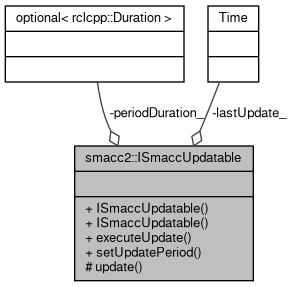 optional< rclcpp::Duration >
Time
-periodDuration_
-lastUpdate_
smacc2::ISmaccUpdatable
+ ISmaccUpdatable()
+ ISmaccUpdatable()
+ executeUpdate()
+ setUpdatePeriod()
# update()